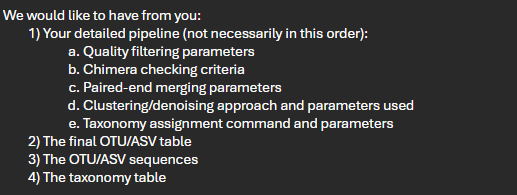 We would like to have from you:
1) Your detailed pipeline (not necessarily in this order):
a. Quality filtering parameters
b. Chimera checking criteria
c. Paired-end merging parameters
d. Clustering/denoising approach and parameters used
e. Taxonomy assignment command and parameters
2) The final OTU/ASV table
3) The OTU/ASV sequences
4) The taxonomy table